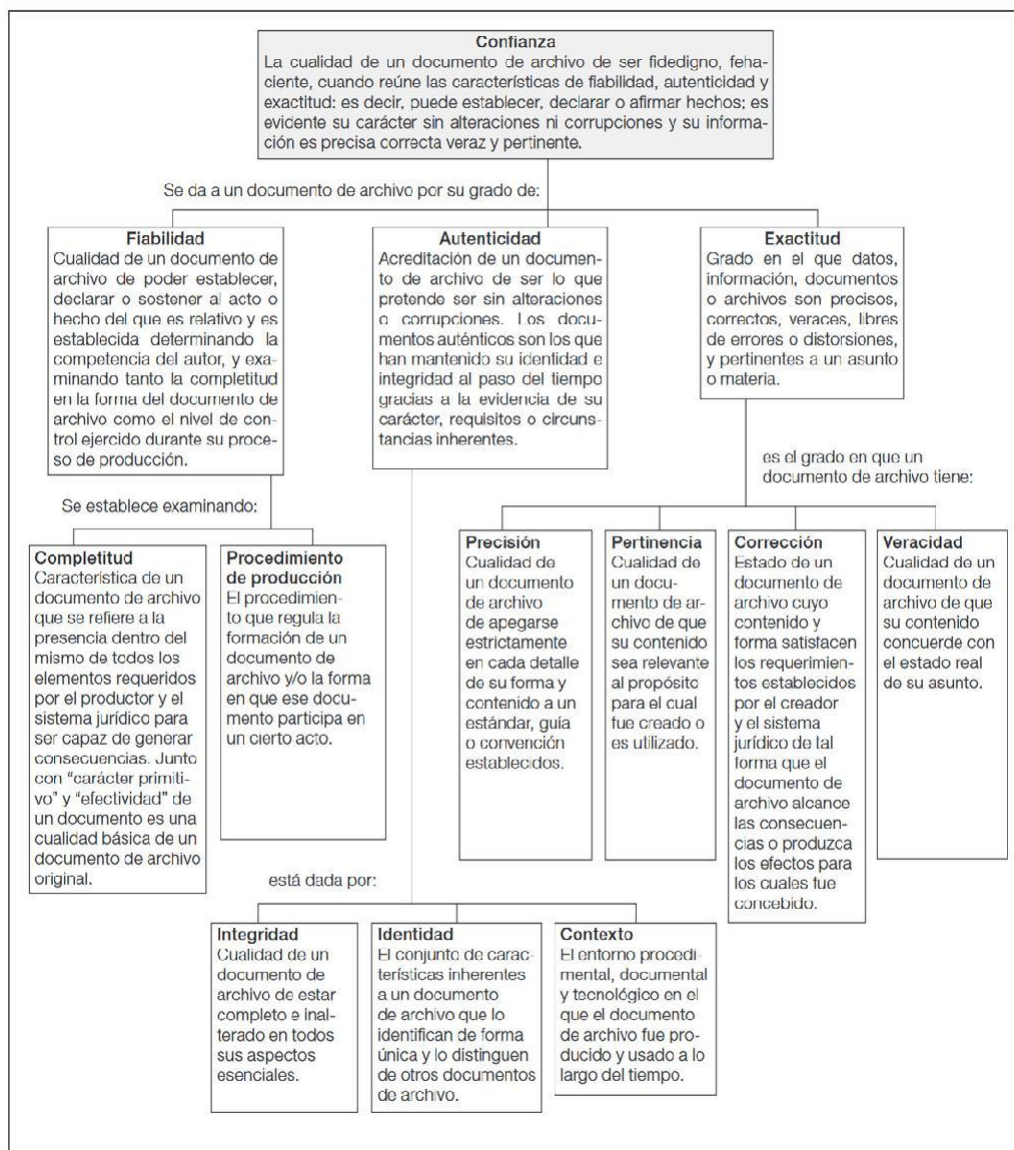 Confianza
La cualidad de un documento de archivo de ser fidedigno, feha-
ciente, cuando reúne las características de fiabilidad, autenticidad y
exactitud: es decir, puede establecer, declarar o afirmar hechos; es
evidente su carácter sin alteraciones ni corrupciones y su infor-
mación es precisa correcta veraz y pertinente.
Se da a un documento de archivo por su grado de:
Fiabilidad
Cualidad de un documento de
archivo de poder establecer,
declarar o sostener al acto o
hecho del que es relativo y es
establecida determinando la
competencia del autor, y exa-
minando tanto la completitud
en la forma del documento de
archivo como el nivel de con-
trol ejercido durante su proce-
so de producción.
Autenticidad
Acreditación de un documen-
to de archivo de ser lo que
pretende ser sin alteraciones
o corrupciones. Los docu-
mentos auténticos son los que
han mantenido su identidad e
integridad al paso del tiempo
gracias a la evidencia de su
carácter, requisitos o circuns-
tancias inherentes.
Exactitud
Grado en el que datos,
información, documentos
o archivos son precisos,
correctos, veraces, libres
de errores o distorsiones,
y pertinentes a un asunto
o materia.
Se establece examinando:
es el grado en que un
documento de archivo tiene:
Completitud
Característica de un
documento de archivo
que se refiere a la
presencia dentro del
mismo de todos los
elementos requeridos
por el productor y el
sistema jurídico para
ser capaz de generar
consecuencias. Junto
con "carácter primiti-
vo" y "efectividad" de
un documento es una
cualidad básica de un
documento de archivo
original.
Procedimiento
de producción
El procedimien-
to que regula la
formación de un
documento de
archivo y/o la forma
en que ese docu-
mento participa en
un cierto acto.
Precisión
Cualidad de
un documento
de archivo
de apegarse
estrictamente
en cada detalle
de su forma y
contenido a un
estándar, guía
o convención
establecidos.
Pertinencia
Cualidad de
un docu-
mento de ar-
chivo de que
su contenido
sea relevante
al propósito
para el cual
fue creado o
es utilizado.
Corrección
Estado de un
documento de
archivo cuyo
contenido y
forma satisfacen
los requerimien-
tos establecidos
por el creador
y el sistema
jurídico de tal
forma que el
documento de
archivo alcance
las consecuen-
cias o produzca
los efectos para
los cuales fue
concebido.
Veracidad
Cualidad de un
documento de
archivo de que
su contenido
concuerde con
el estado real
de su asunto.
está dada por:
Integridad
Cualidad de un
documento de
archivo de estar
completo e inal-
terado en todos
sus aspectos
esenciales.
Identidad
El conjunto de carac-
terísticas inherentes
a un documento
de archivo que lo
identifican de forma
única y lo distinguen
de otros documentos
de archivo.
Contexto
El entorno procedi-
mental, documental
y tecnológico en el
que el documento
de archivo fue pro-
ducido y usado a lo
largo del tiempo.